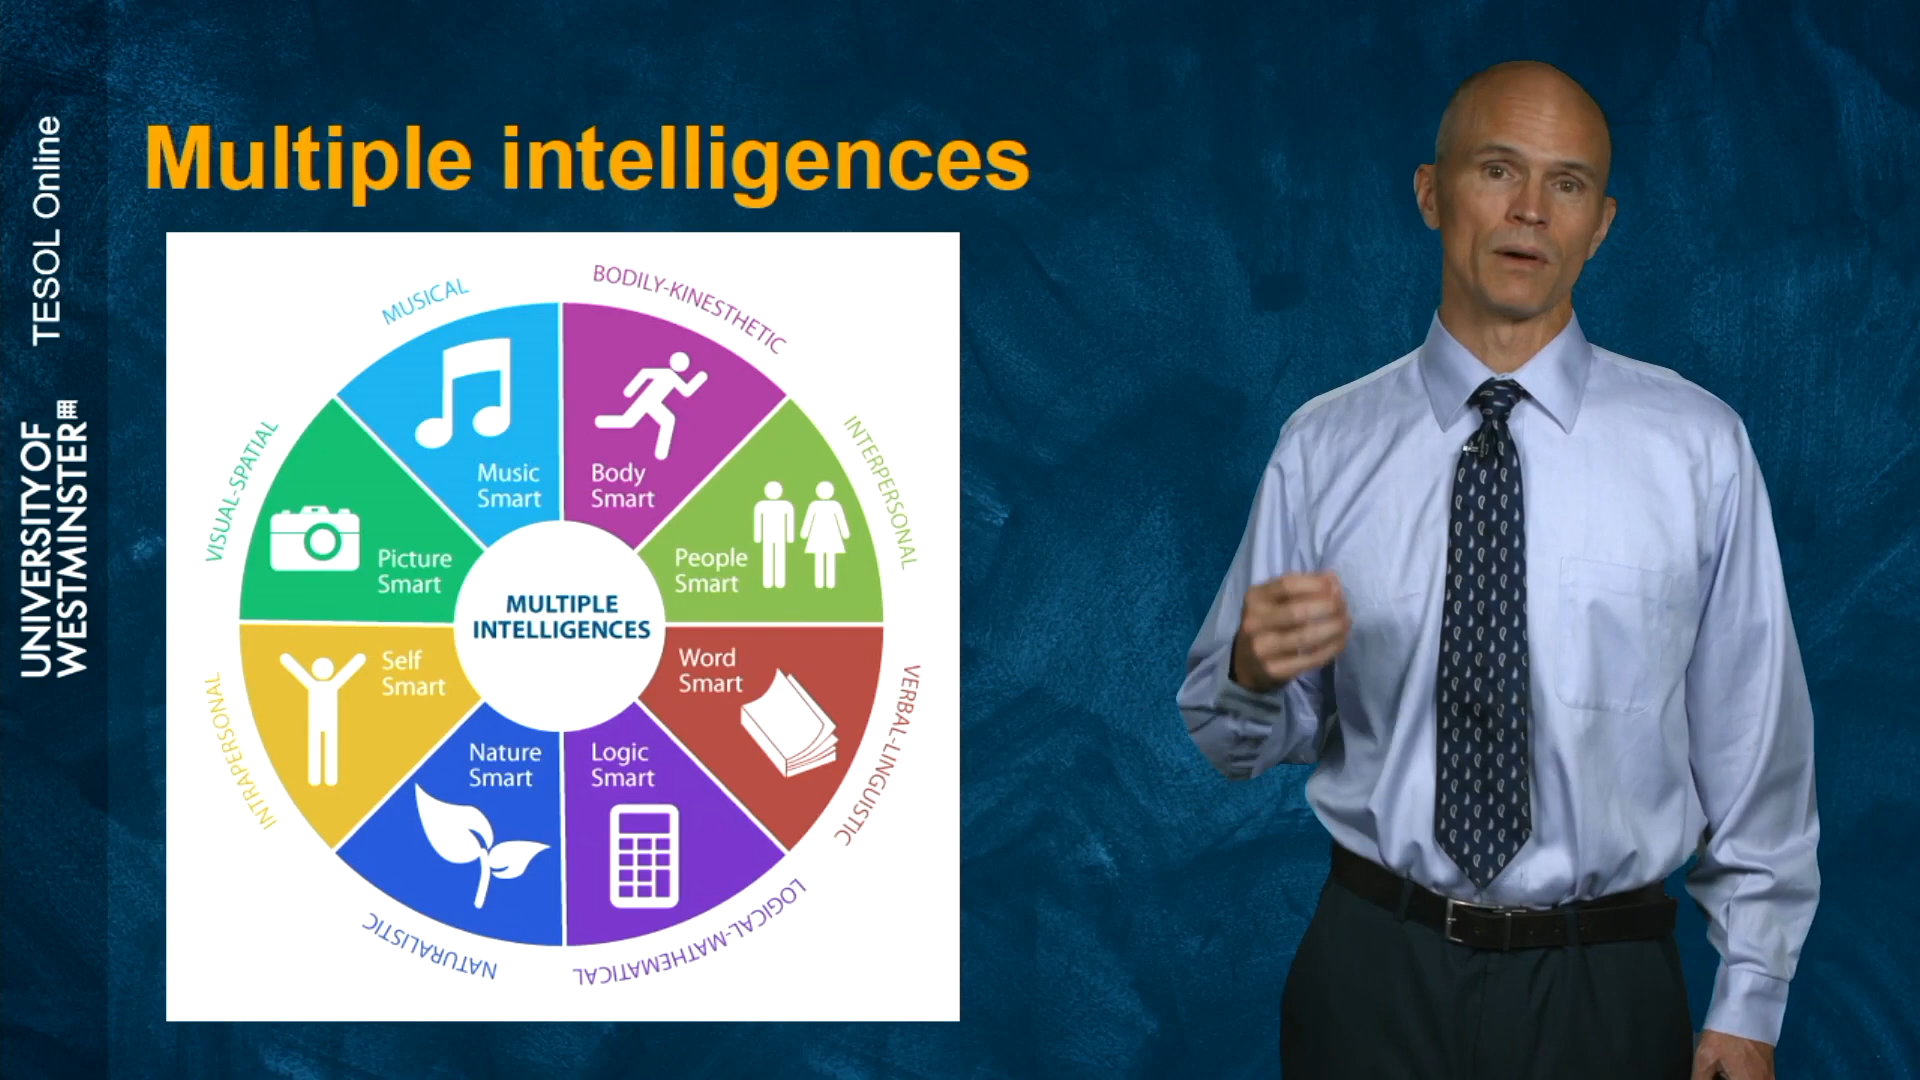 TESOL Online
UNIVERSITY OF
WESTMINSTER
Multiple intelligences
MUSICAL
BODILY-KINESTHETIC
VISUAL-SPATIAL
INTERPERSONAL
Music
Smart
Body
Smart
Picture
Smart
People
Smart
MULTIPLE
INTELLIGENCES
Self
Smart
Word
Smart
Nature
Smart
Logic
Smart
INTRAPERSONAL
VERBAL-LINGUISTIC
NATURALISTIC
LOGICAL-MATHEMATICAL